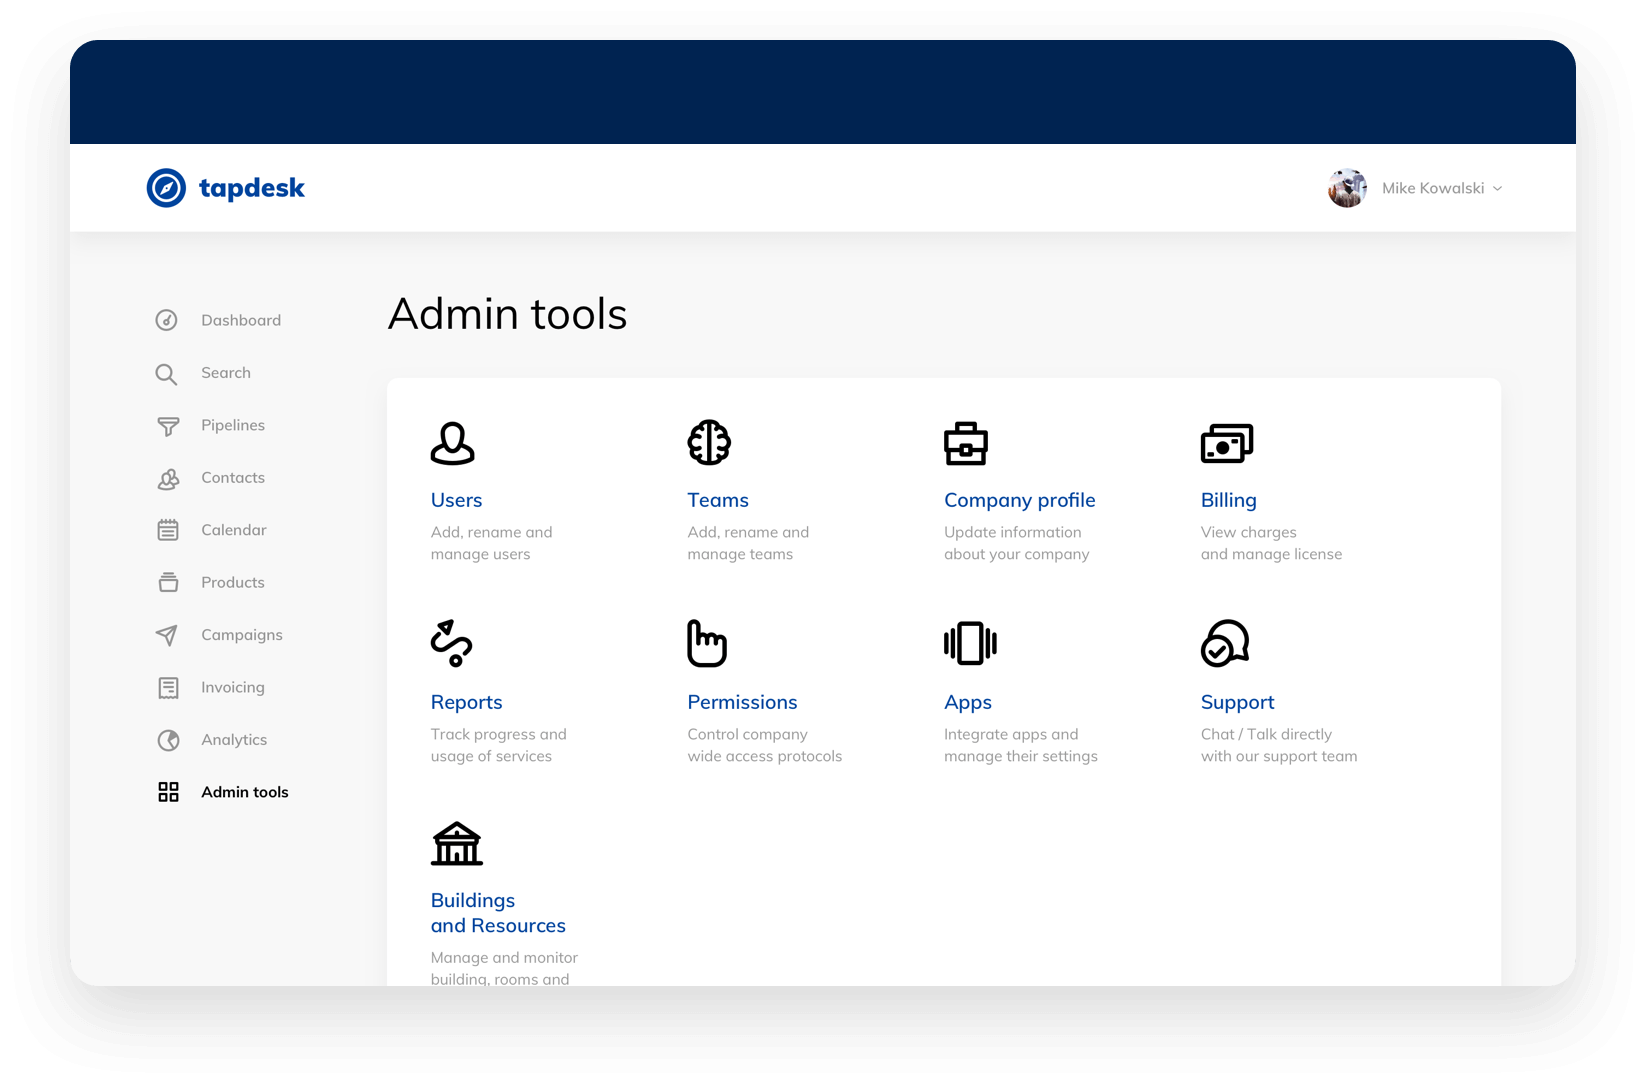 tapdesk
Mike Kowalski
Dashboard
Search
Pipelines
Contacts
Calendar
Products
Campaigns
Invoicing
Analytics
Admin tools
Admin tools
Users
Add, rename and
manage users
Teams
Add, rename and
manage teams
Company profile
Update information
about your company
Billing
View charges
and manage license
Reports
Track progress and
usage of services
Permissions
Control company
wide access protocols
Apps
Integrate apps and
manage their settings
Support
Chat / Talk directly
with our support team
Buildings
and Resources
Manage and monitor
building, rooms and